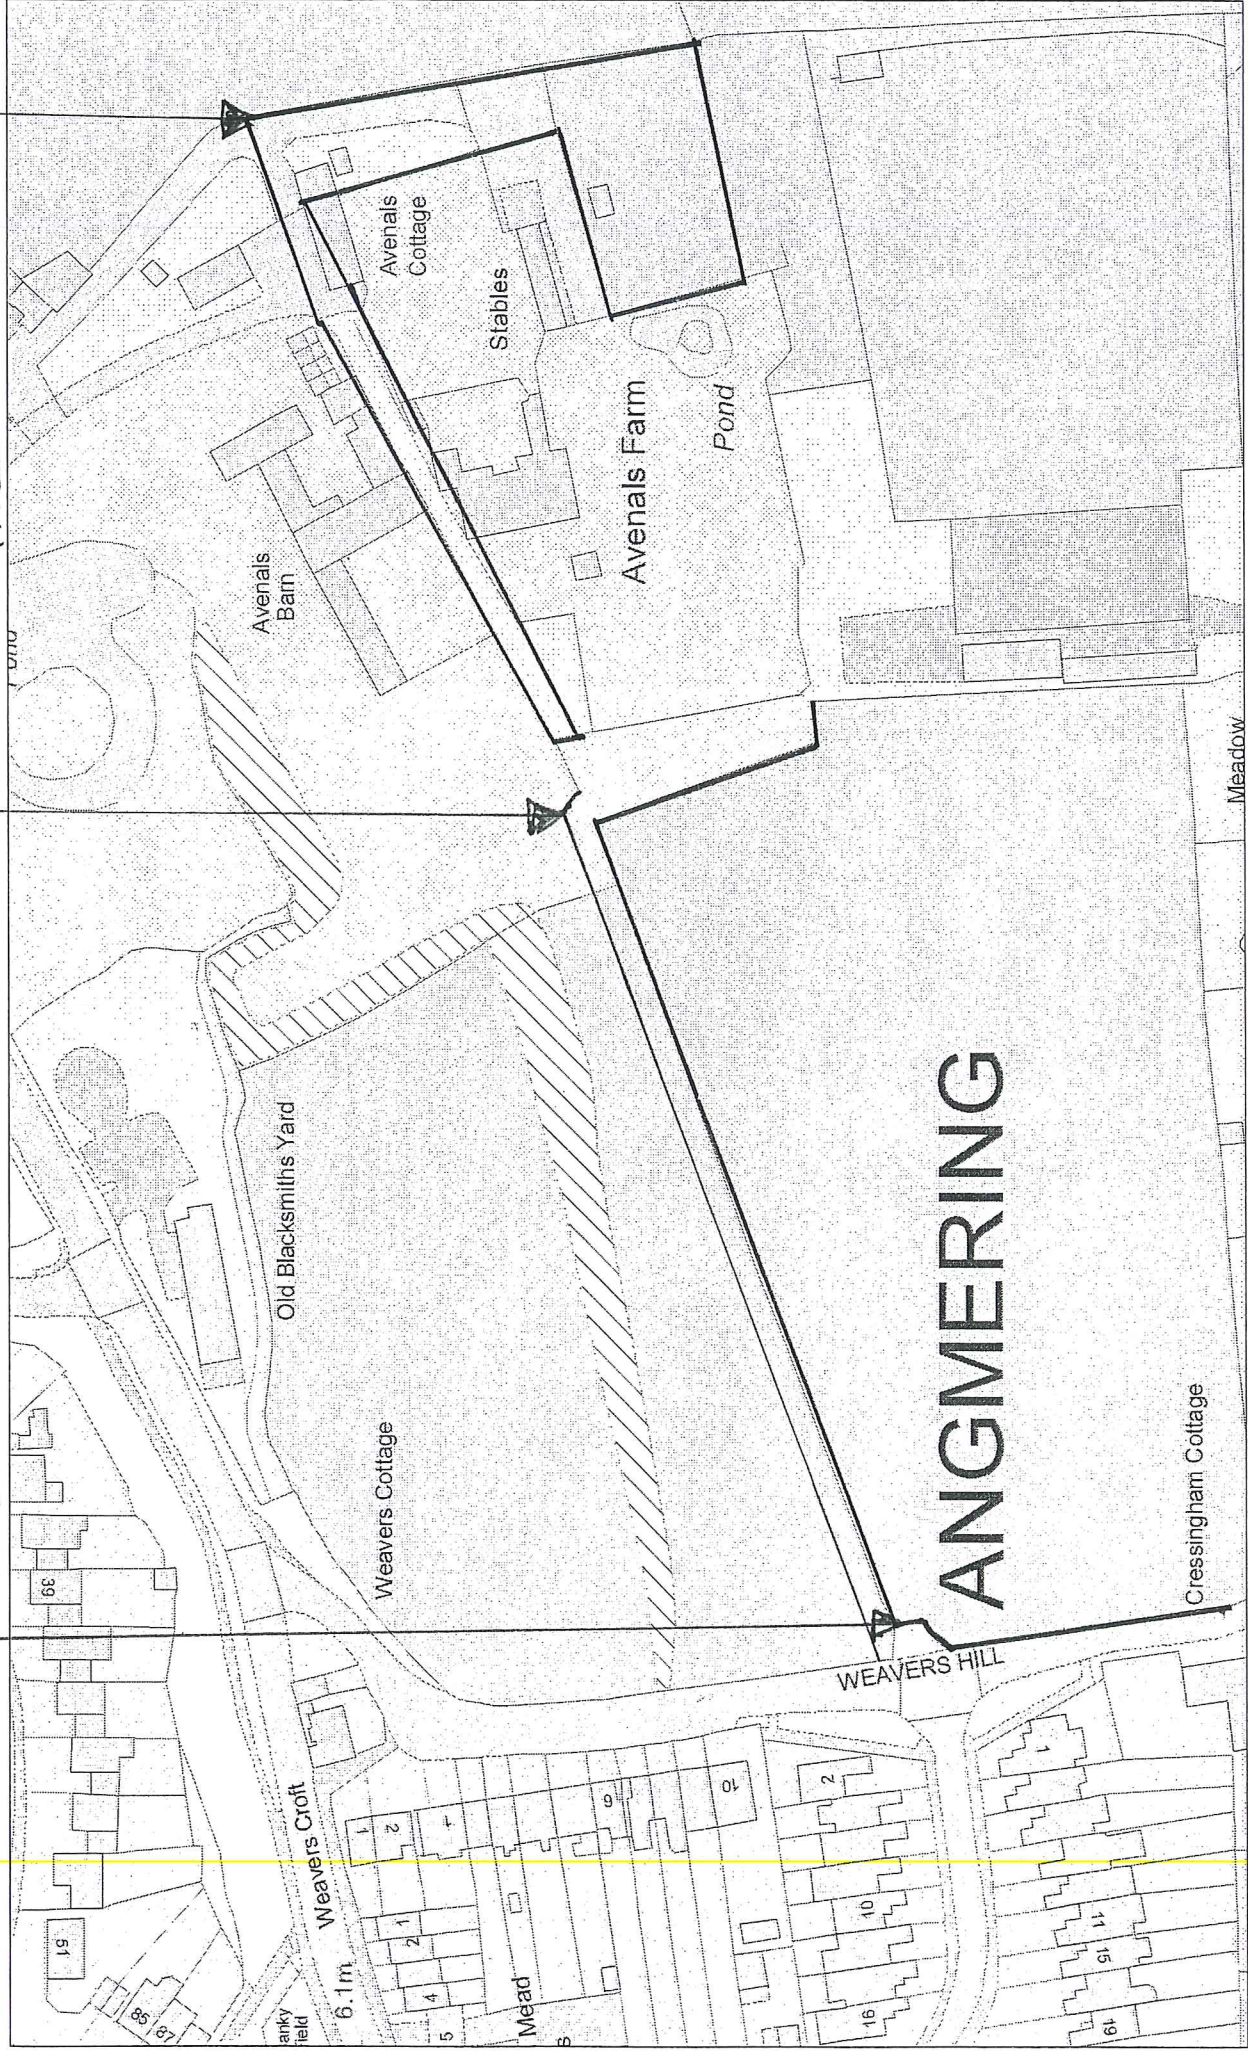 Avenals
Cottage
Stables
Avenals Farm
Pond
Avenals
Barn
Meadow
Old Blacksmiths Yard
Weavers Cottage
ANGMERING
Cressingham Cottage
WEAVERS HILL
Weavers Croft
6.1m
Mead
39
51
85
87
1
2
4
5
1
2
6
10
2
10
16
1
11
15
19